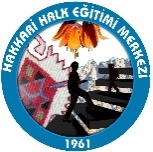 HAKKARİ HALK EĞİTİMİ MERKEZİ
1961